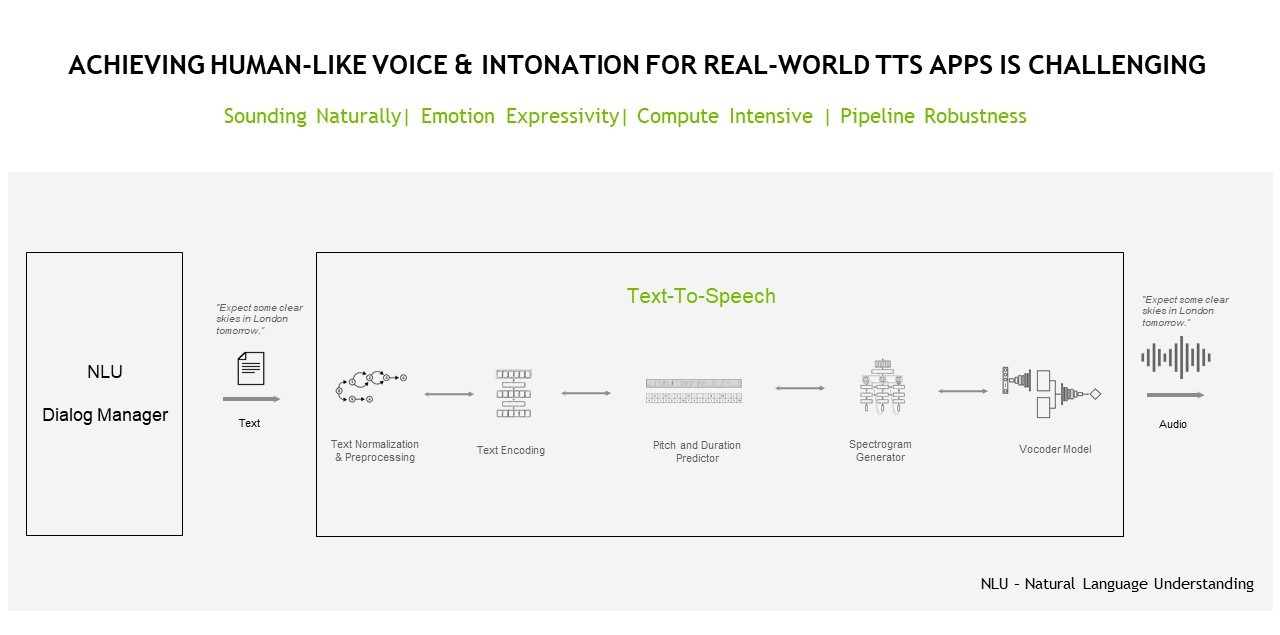 ACHIEVING HUMAN-LIKE VOICE & INTONATION FOR REAL-WORLD TTS APPS IS CHALLENGING
Sounding Naturally| Emotion Expressivity| Compute Intensive | Pipeline Robustness
NLU
Dialog Manager
"Expect some clear
skies in London
tomorrow."
Text
Text-To-Speech
Text Normalization
& Preprocessing
Text Encoding
Pitch and Duration
Predictor
Spectrogram
Generator
Vocoder Model
"Expect some clear
skies in London
tomorrow."
Audio
NLU – Natural Language Understanding